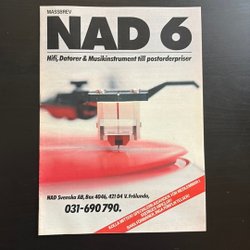 MASSBREV
NAD 6
Hifi, Datorer & Musikinstrument till postorderpriser
NAD Svenska AB, Box 4046, 421 04 V. Frölunda,
031-690 790.